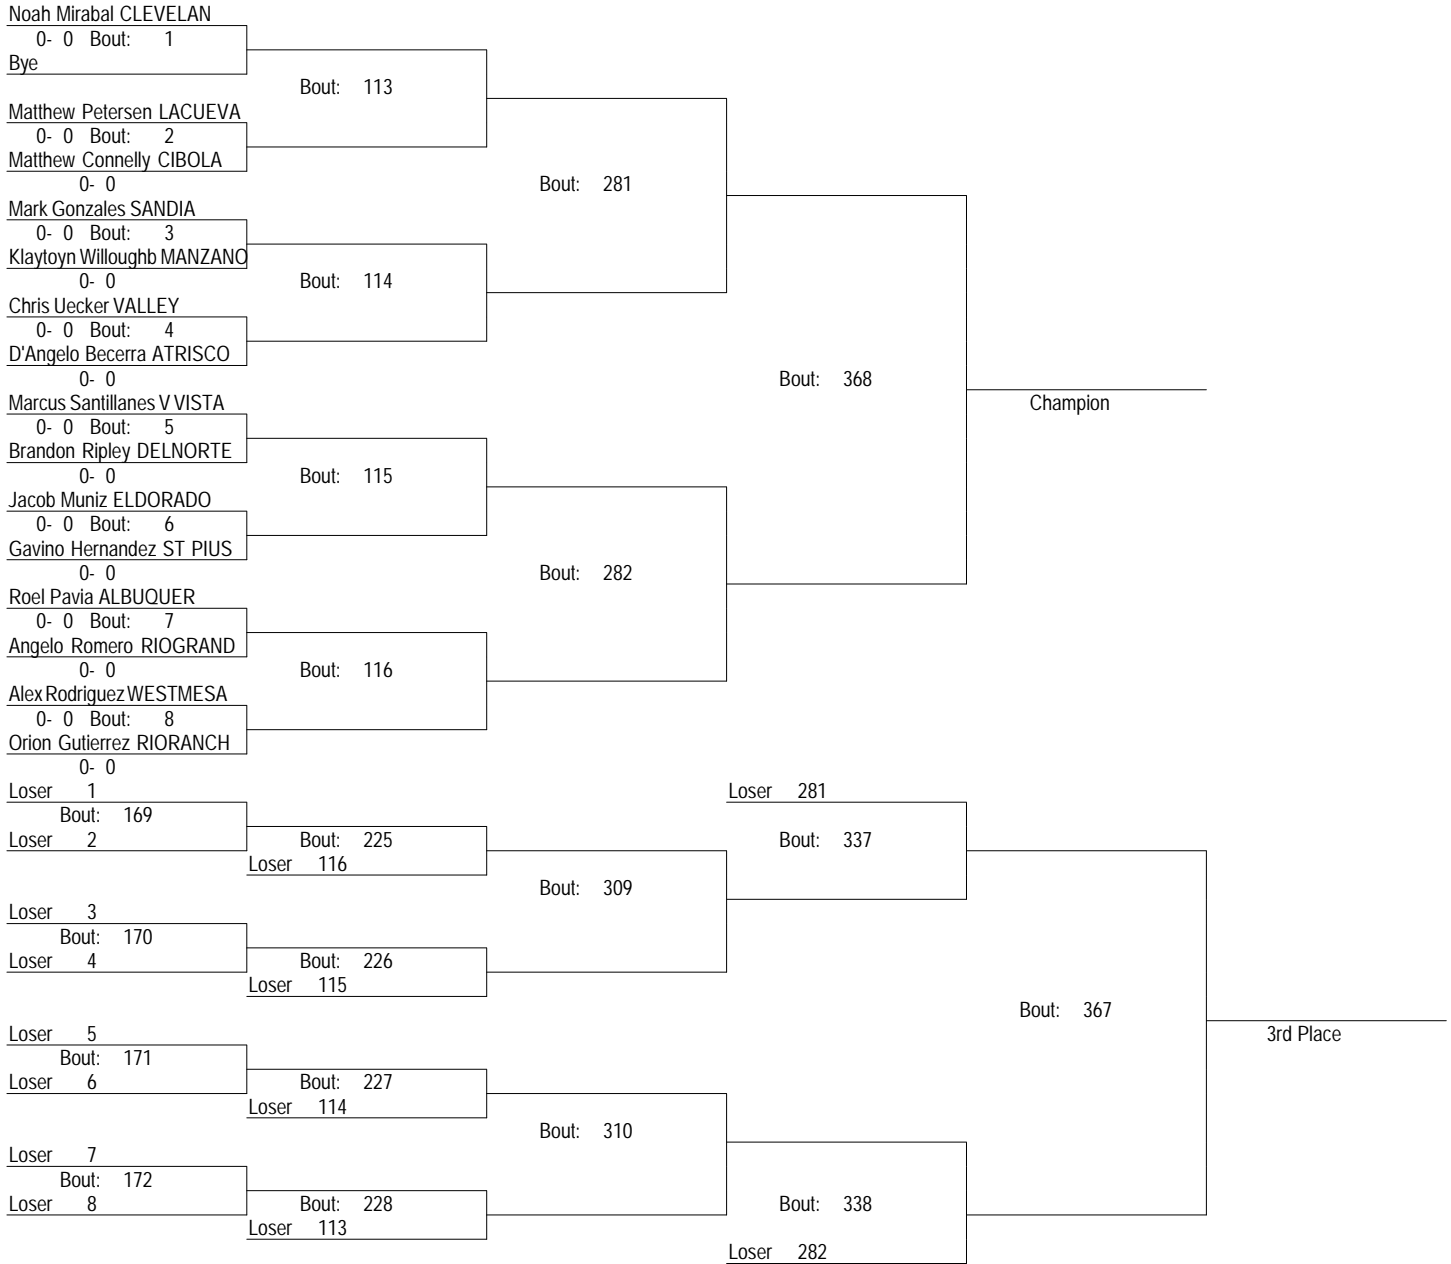 Noah Mirabal CLEVELAN
0- 0 Bout: 1
Bye
Bout: 113
Matthew Petersen LACUEVA
0- 0 Bout: 2
Matthew Connelly CIBOLA
0- 0
Bout: 281
Mark Gonzales SANDIA
0- 0 Bout: 3
Klaytoyn Willoughb MANZANO
0- 0
Bout: 114
Chris Uecker VALLEY
0- 0 Bout: 4
D'Angelo Becerra ATRISCO
0- 0
Bout: 368
Champion
Marcus Santillanes V VISTA
0- 0 Bout: 5
Brandon Ripley DELNORTE
0- 0
Bout: 115
Jacob Muniz ELDORADO
0- 0 Bout: 6
Gavino Hernandez ST PIUS
0- 0
Bout: 282
Roel Pavia ALBUQUER
0- 0 Bout: 7
Angelo Romero RIOGRAND
0- 0
Bout: 116
Alex Rodriguez WESTMESA
0- 0 Bout: 8
Orion Gutierrez RIORANCH
0- 0
Loser 1
Bout: 169
Loser 2
Bout: 225
Loser 116
Loser 281
Bout: 337
Bout: 309
Loser 3
Bout: 170
Loser 4
Bout: 226
Loser 115
Bout: 367
3rd Place
Loser 5
Bout: 171
Loser 6
Bout: 227
Loser 114
Bout: 310
Loser 7
Bout: 172
Loser 8
Bout: 228
Loser 113
Bout: 338
Loser 282